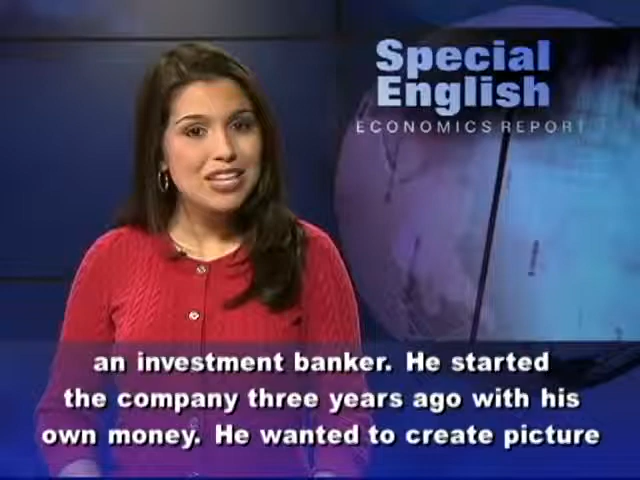 Special
English
ECONOMICS REPORT
an investment banker. He started
the company three years ago with his
own money. He wanted to create picture